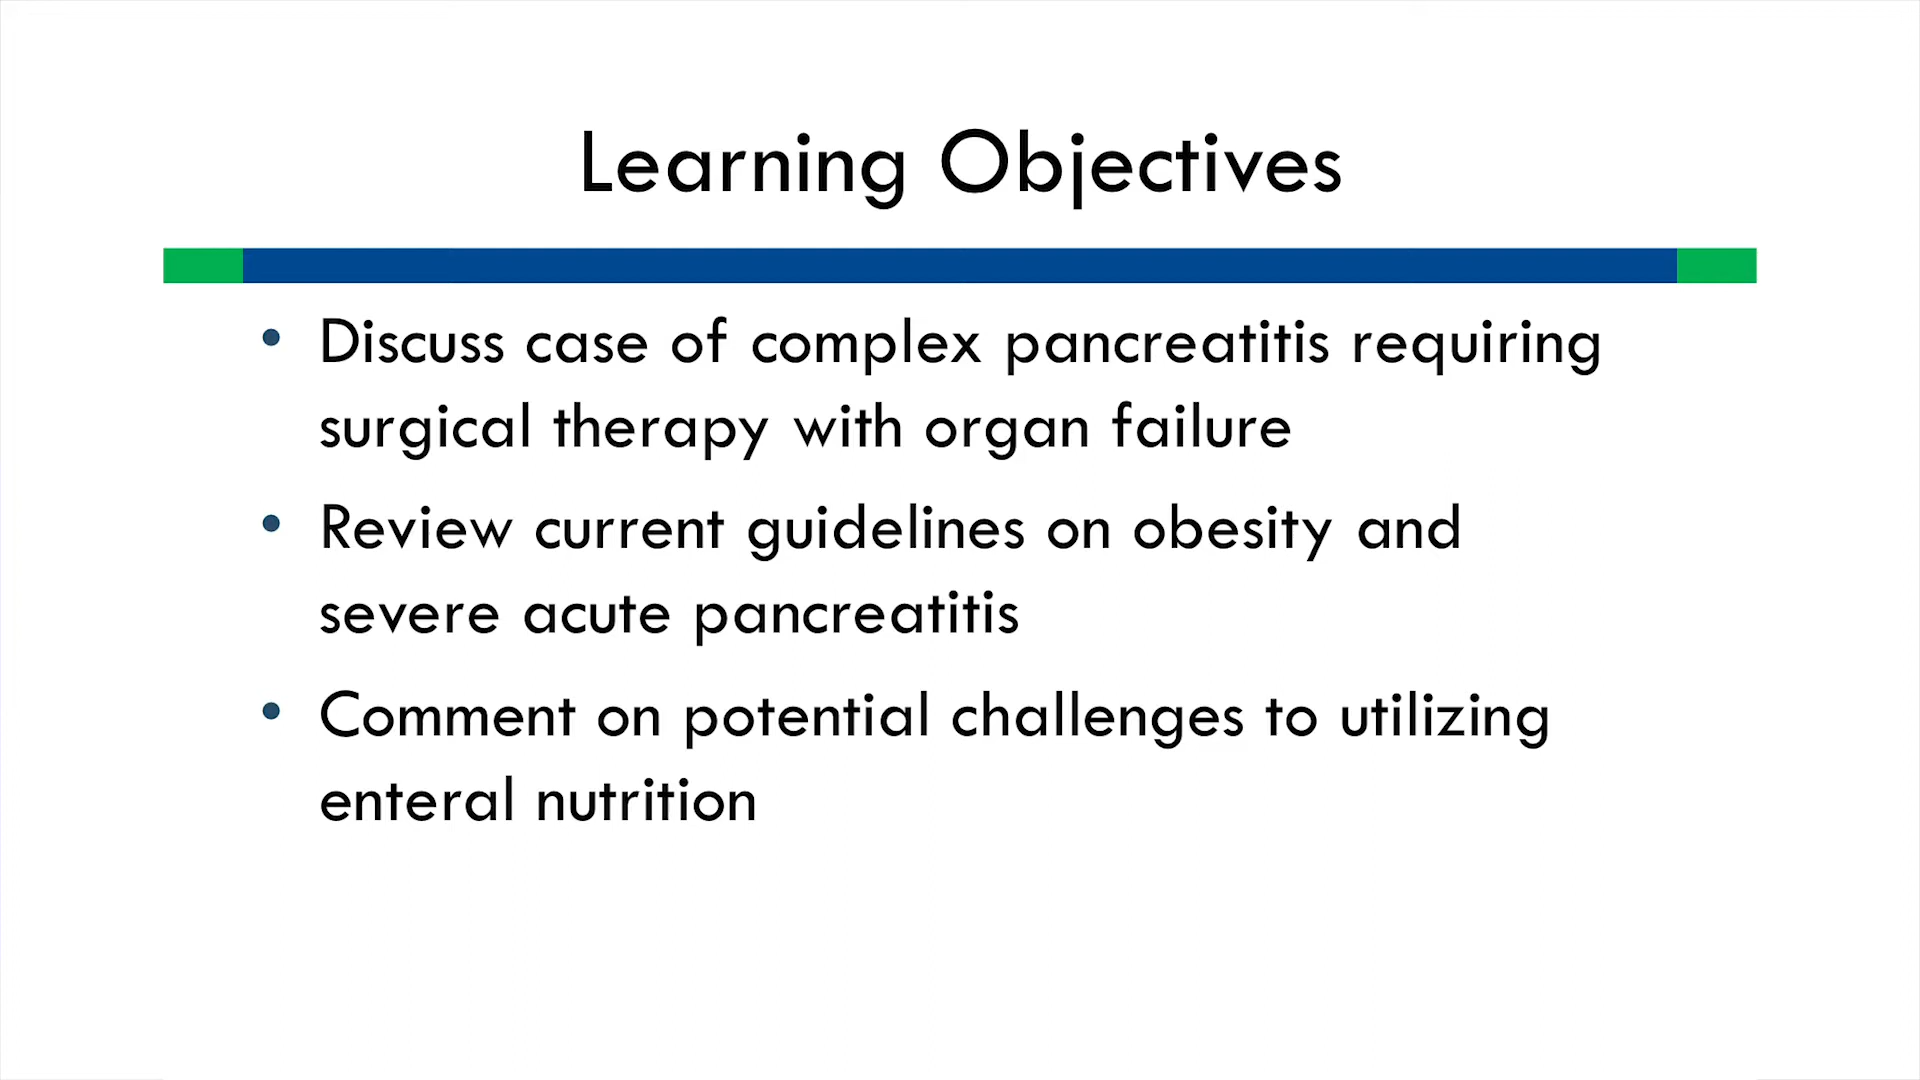 Learning Objectives
• Discuss case of complex pancreatitis requiring
surgical therapy with organ failure
• Review current guidelines on obesity and
severe acute pancreatitis
• Comment on potential challenges to utilizing
enteral nutrition